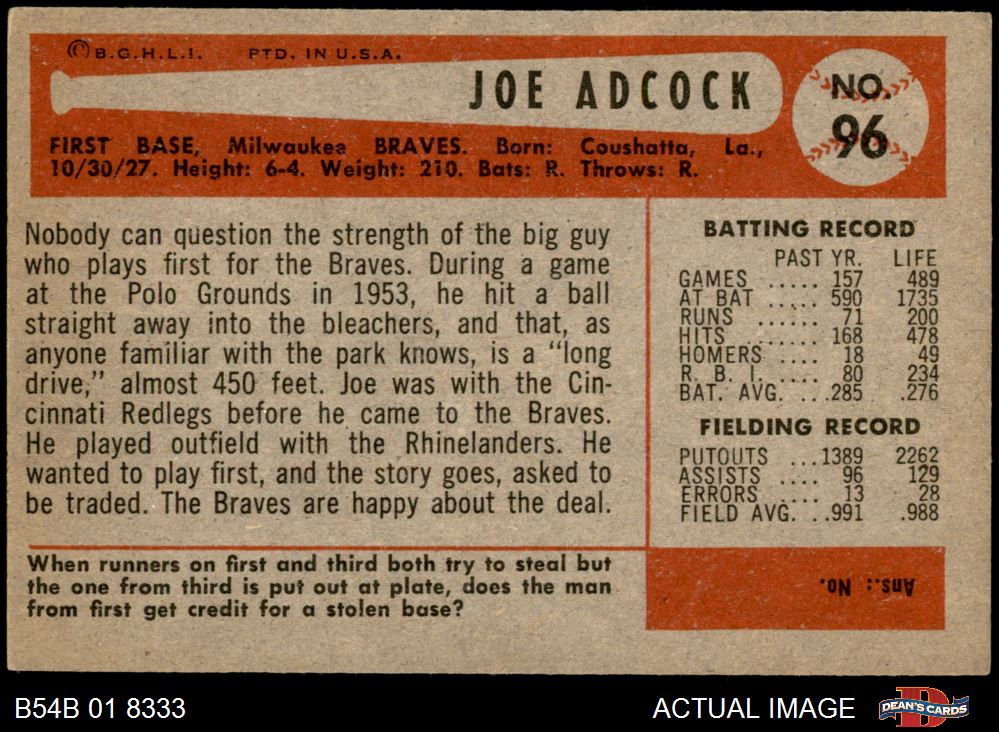 ©B.G.H.L.I. PTD. IN U.S.A.
JOE ADCOCK
NO.
96
FIRST BASE, Milwaukee BRAVES. Born: Coushatta, La.,
10/30/27. Height: 6-4. Weight: 210. Bats: R. Throws: R.
Nobody can question the strength of the big guy
who plays first for the Braves. During a game
at the Polo Grounds in 1953, he hit a ball
straight away into the bleachers, and that, as
anyone familiar with the park knows, is a "long
drive," almost 450 feet. Joe was with the Cin-
cinnati Redlegs before he came to the Braves.
He played outfield with the Rhinelanders. He
wanted to play first, and the story goes, asked to
be traded. The Braves are happy about the deal.
BATTING RECORD
PAST YR. LIFE
GAMES ..... 157 489
AT BAT ..... 590 1735
RUNS ...... 71 200
HITS ....... 168 478
HOMERS .... 18 49
R. B. I. .... 80 234
BAT. AVG. ...285 .276
FIELDING RECORD
PUTOUTS ...1389 2262
ASSISTS .... 96 129
ERRORS .... 13 28
FIELD AVG. ..991 .988
When runners on first and third both try to steal but
the one from third is put out at plate, does the man
from first get credit for a stolen base?
Ans.: No.
B54B 01 8333
ACTUAL IMAGE
D
DEAN'S CARDS